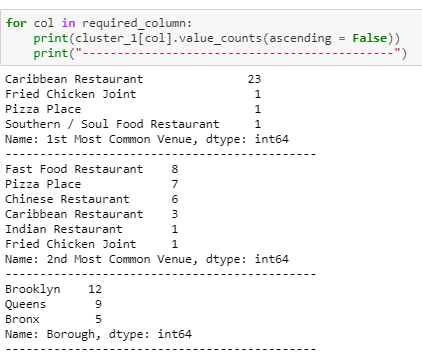 for col in required_column:
    print(cluster_1[col].value_counts(ascending = False))
    print("--------------------------------------------")
Caribbean Restaurant 23
Fried Chicken Joint 1
Pizza Place 1
Southern / Soul Food Restaurant 1
Name: 1st Most Common Venue, dtype: int64
--------------------------------------------
Fast Food Restaurant 8
Pizza Place 7
Chinese Restaurant 6
Caribbean Restaurant 3
Indian Restaurant 1
Fried Chicken Joint 1
Name: 2nd Most Common Venue, dtype: int64
--------------------------------------------
Brooklyn 12
Queens 9
Bronx 5
Name: Borough, dtype: int64
--------------------------------------------